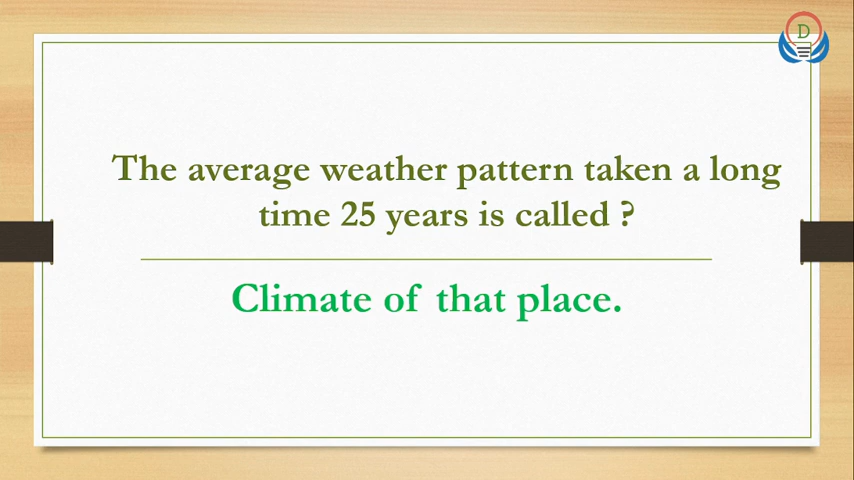 D
The average weather pattern taken a long
time 25 years is called ?
Climate of that place.